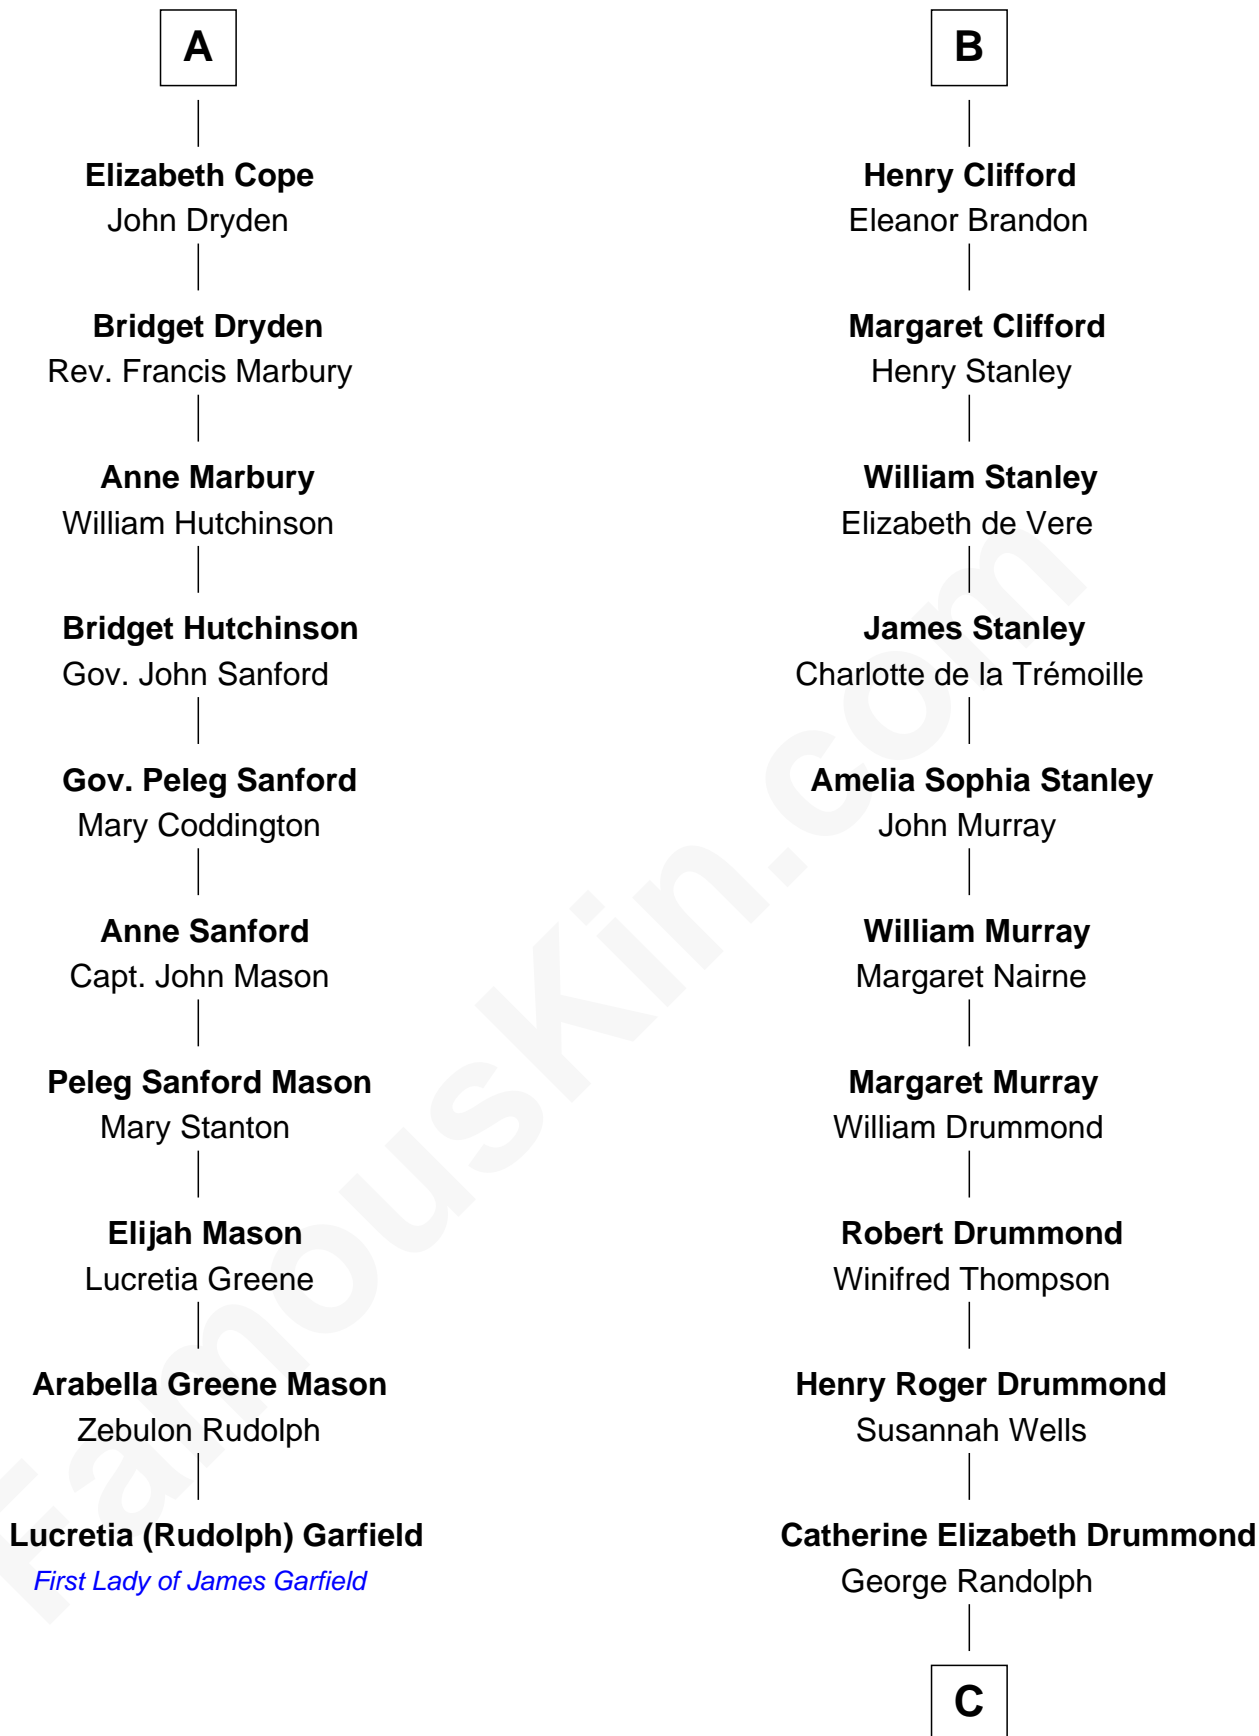 A
Elizabeth Cope
John Dryden
Bridget Dryden
Rev. Francis Marbury
Anne Marbury
William Hutchinson
Bridget Hutchinson
Gov. John Sanford
Gov. Peleg Sanford
Mary Coddington
Anne Sanford
Capt. John Mason
Peleg Sanford Mason
Mary Stanton
Elijah Mason
Lucretia Greene
Arabella Greene Mason
Zebulon Rudolph
Lucretia (Rudolph) Garfield
First Lady of James Garfield
B
Henry Clifford
Eleanor Brandon
Margaret Clifford
Henry Stanley
William Stanley
Elizabeth de Vere
James Stanley
Charlotte de la Trémoille
Amelia Sophia Stanley
John Murray
William Murray
Margaret Nairne
Margaret Murray
William Drummond
Robert Drummond
Winifred Thompson
Henry Roger Drummond
Susannah Wells
Catherine Elizabeth Drummond
George Randolph
C
FamousKin.com